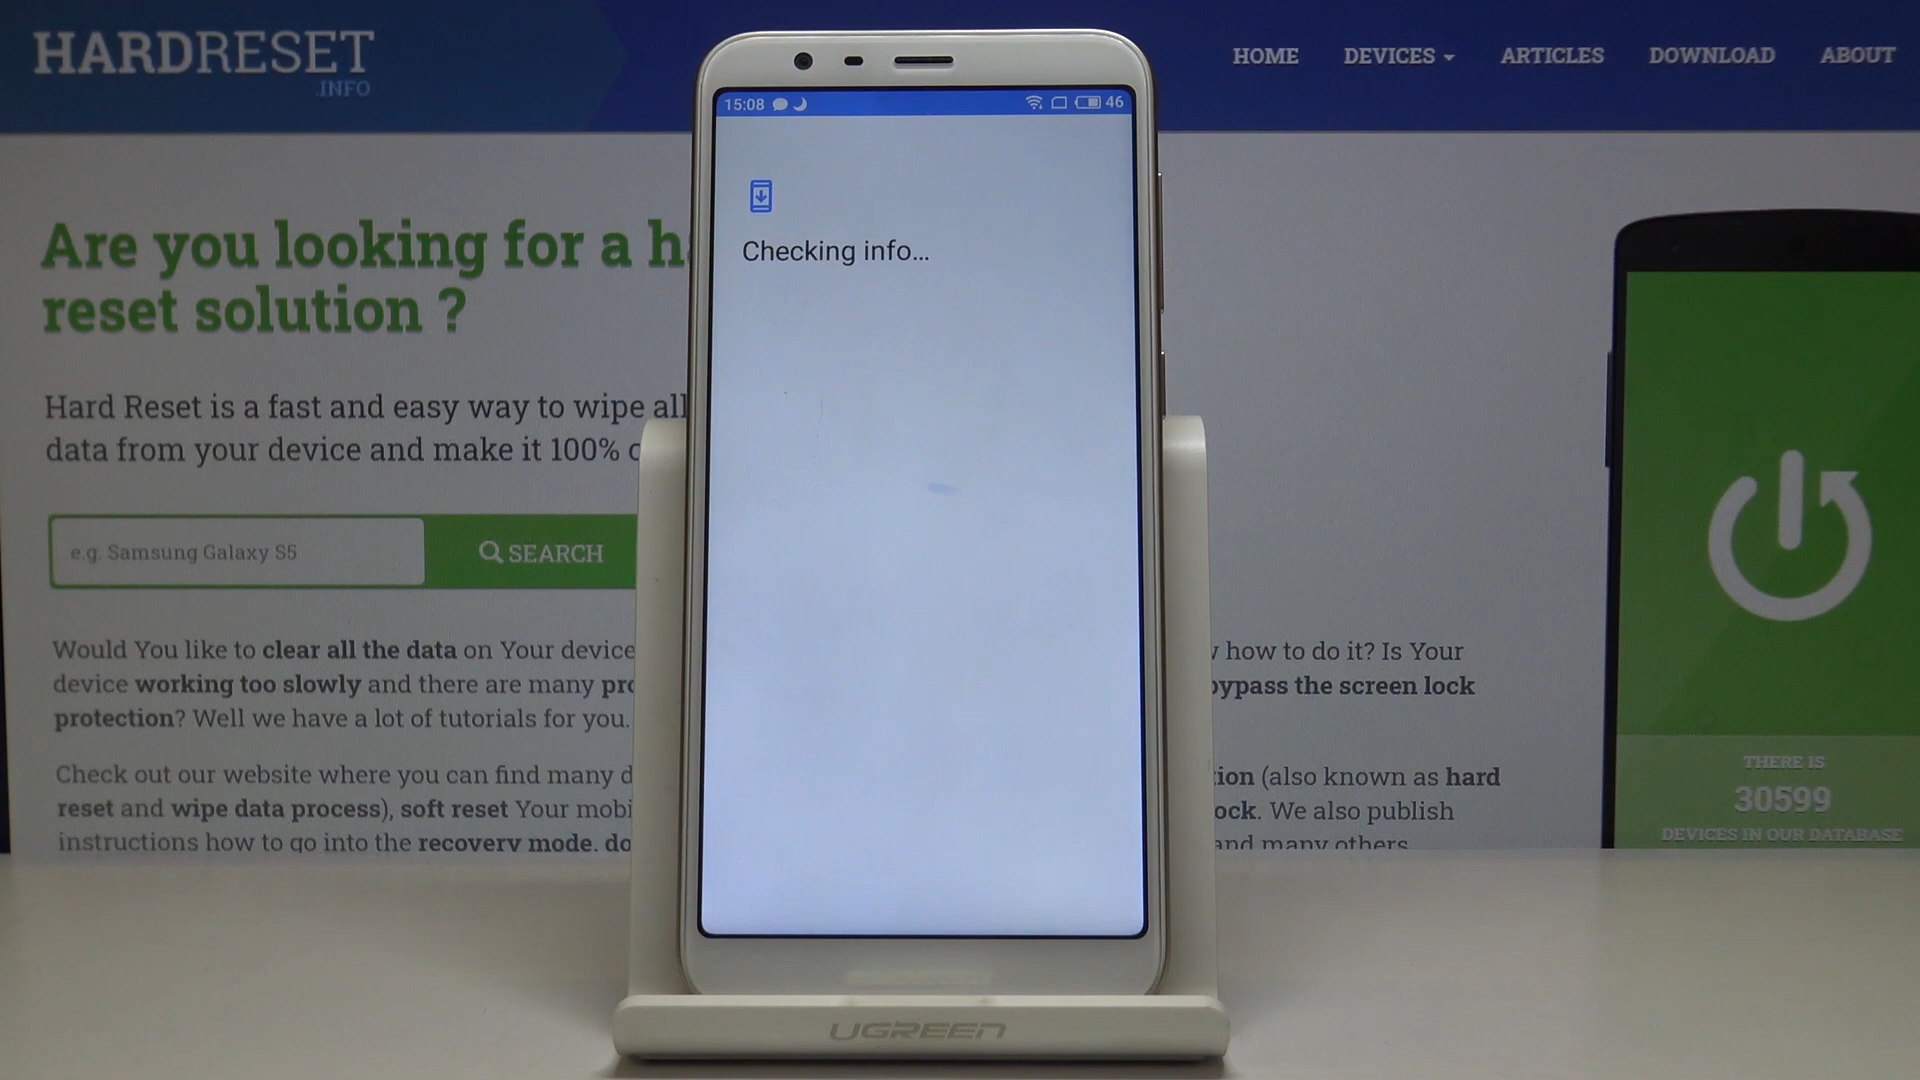 HARDRESET
.INFO
HOME DEVICES ARTICLES DOWNLOAD ABOUT
15:08 46
Checking info...
Are you looking for a h
reset solution ?
Hard Reset is a fast and easy way to wipe all
data from your device and make it 100%
e.g. Samsung Galaxy S5
SEARCH
Would You like to clear all the data on Your device how to do it? Is Your
device working too slowly and there are many pro bypass the screen lock
protection? Well we have a lot of tutorials for you.
Check out our website where you can find many d ion (also known as hard
reset and wipe data process), soft reset Your mobi ock. We also publish
instructions how to go into the recovery mode, do and many others
THERE IS
30599
DEVICES IN OUR DATABASE
UGREEN